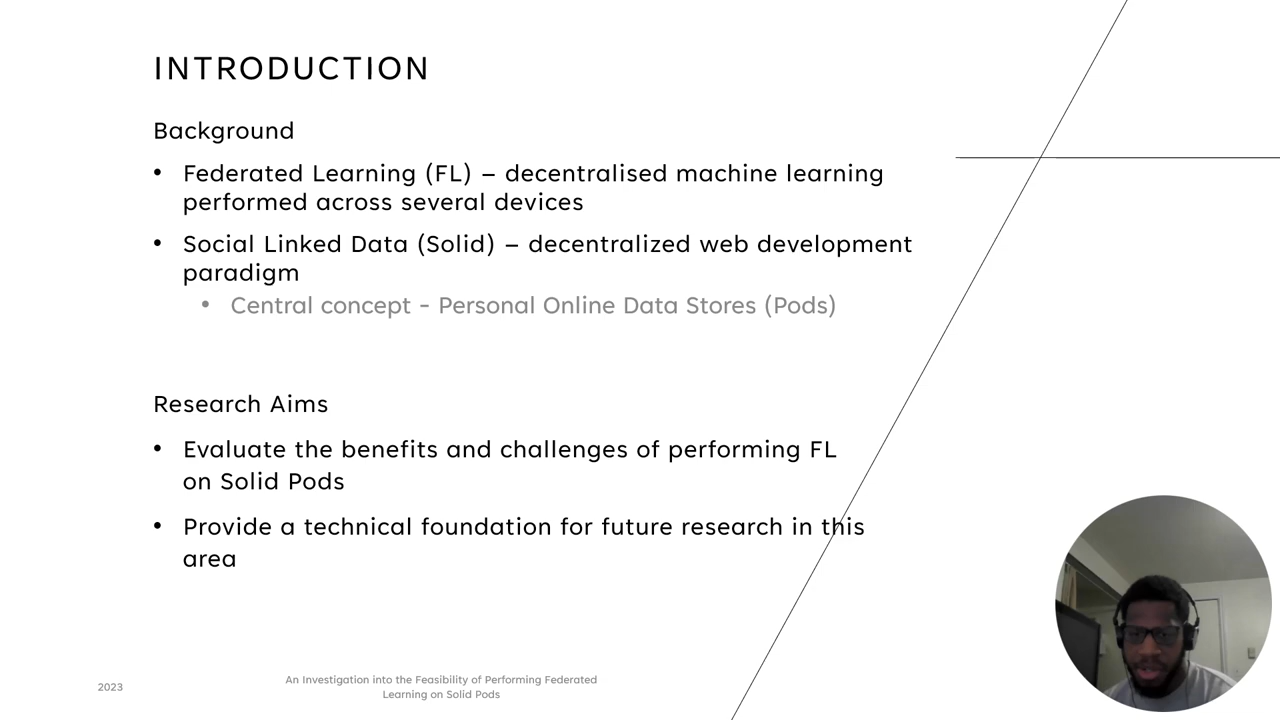 INTRODUCTION
Background
• Federated Learning (FL) – decentralised machine learning
performed across several devices
• Social Linked Data (Solid) – decentralized web development
paradigm
• Central concept - Personal Online Data Stores (Pods)
Research Aims
• Evaluate the benefits and challenges of performing FL
on Solid Pods
• Provide a technical foundation for future research in this
area
2023
An Investigation into the Feasibility of Performing Federated
Learning on Solid Pods